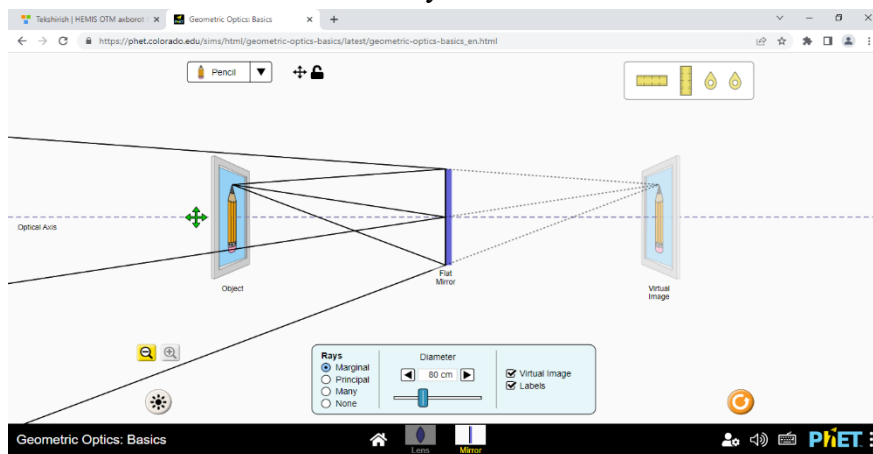 Tekshirish | HEMIS OTM axborot
Geometric Optics: Basics
https://phet.colorado.edu/sims/html/geometric-optics-basics/latest/geometric-optics-basics_en.html
Pencil
Optical Axis
Object
Flat
Mirror
Virtual
Image
Rays
Marginal
Principal
Many
None
Diameter
80 cm
Virtual Image
Labels
Geometric Optics: Basics
Lens
Mirror
PhET